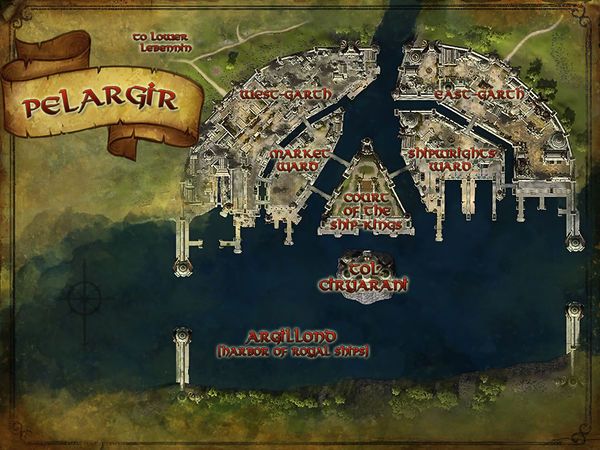 to Lower
Lebennin
Pelargir
West-garth
East-garth
Market
Ward
Shipwrights'
Ward
Court
of the
Ship-Kings
Tol
Ciryarani
Argillond
(Harbor of Royal Ships)